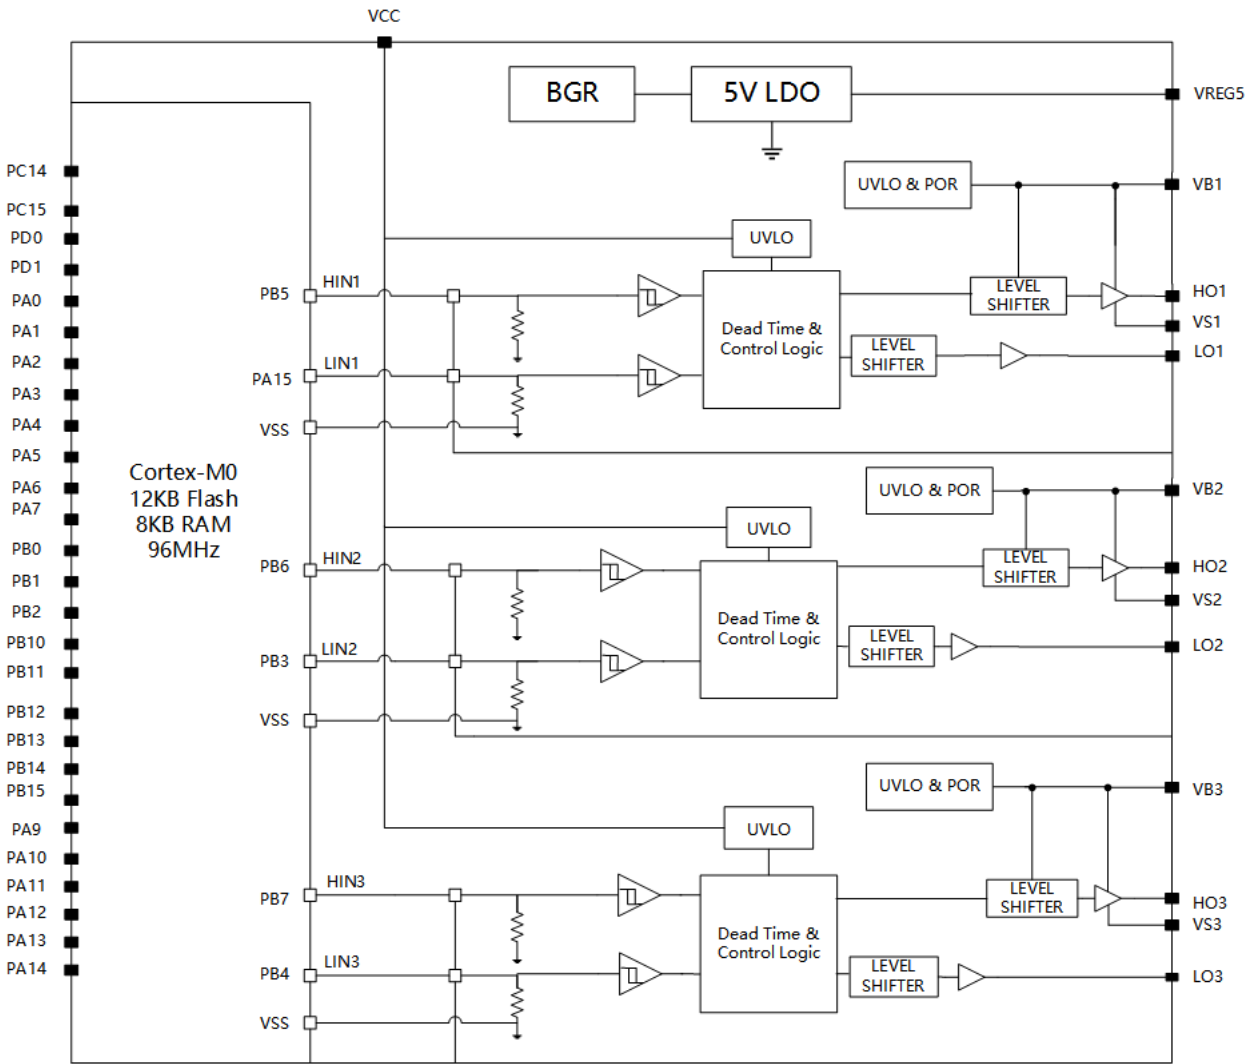 VCC
BGR
5V LDO
VREG5
PC14
PC15
PD0
PD1
PA0
PA1
PA2
PA3
PA4
PA5
PA6
PA7
PB0
PB1
PB2
PB10
PB11
PB12
PB13
PB14
PB15
PA9
PA10
PA11
PA12
PA13
PA14
Cortex-M0
12KB Flash
8KB RAM
96MHz
UVLO & POR
VB1
UVLO
PB5
HIN1
LEVEL
SHIFTER
HO1
VS1
Dead Time &
Control Logic
PA15
LIN1
LEVEL
SHIFTER
LO1
VSS
UVLO & POR
VB2
UVLO
PB6
HIN2
LEVEL
SHIFTER
HO2
VS2
Dead Time &
Control Logic
PB3
LIN2
LEVEL
SHIFTER
LO2
VSS
UVLO & POR
VB3
UVLO
PB7
HIN3
LEVEL
SHIFTER
HO3
VS3
Dead Time &
Control Logic
PB4
LIN3
LEVEL
SHIFTER
LO3
VSS